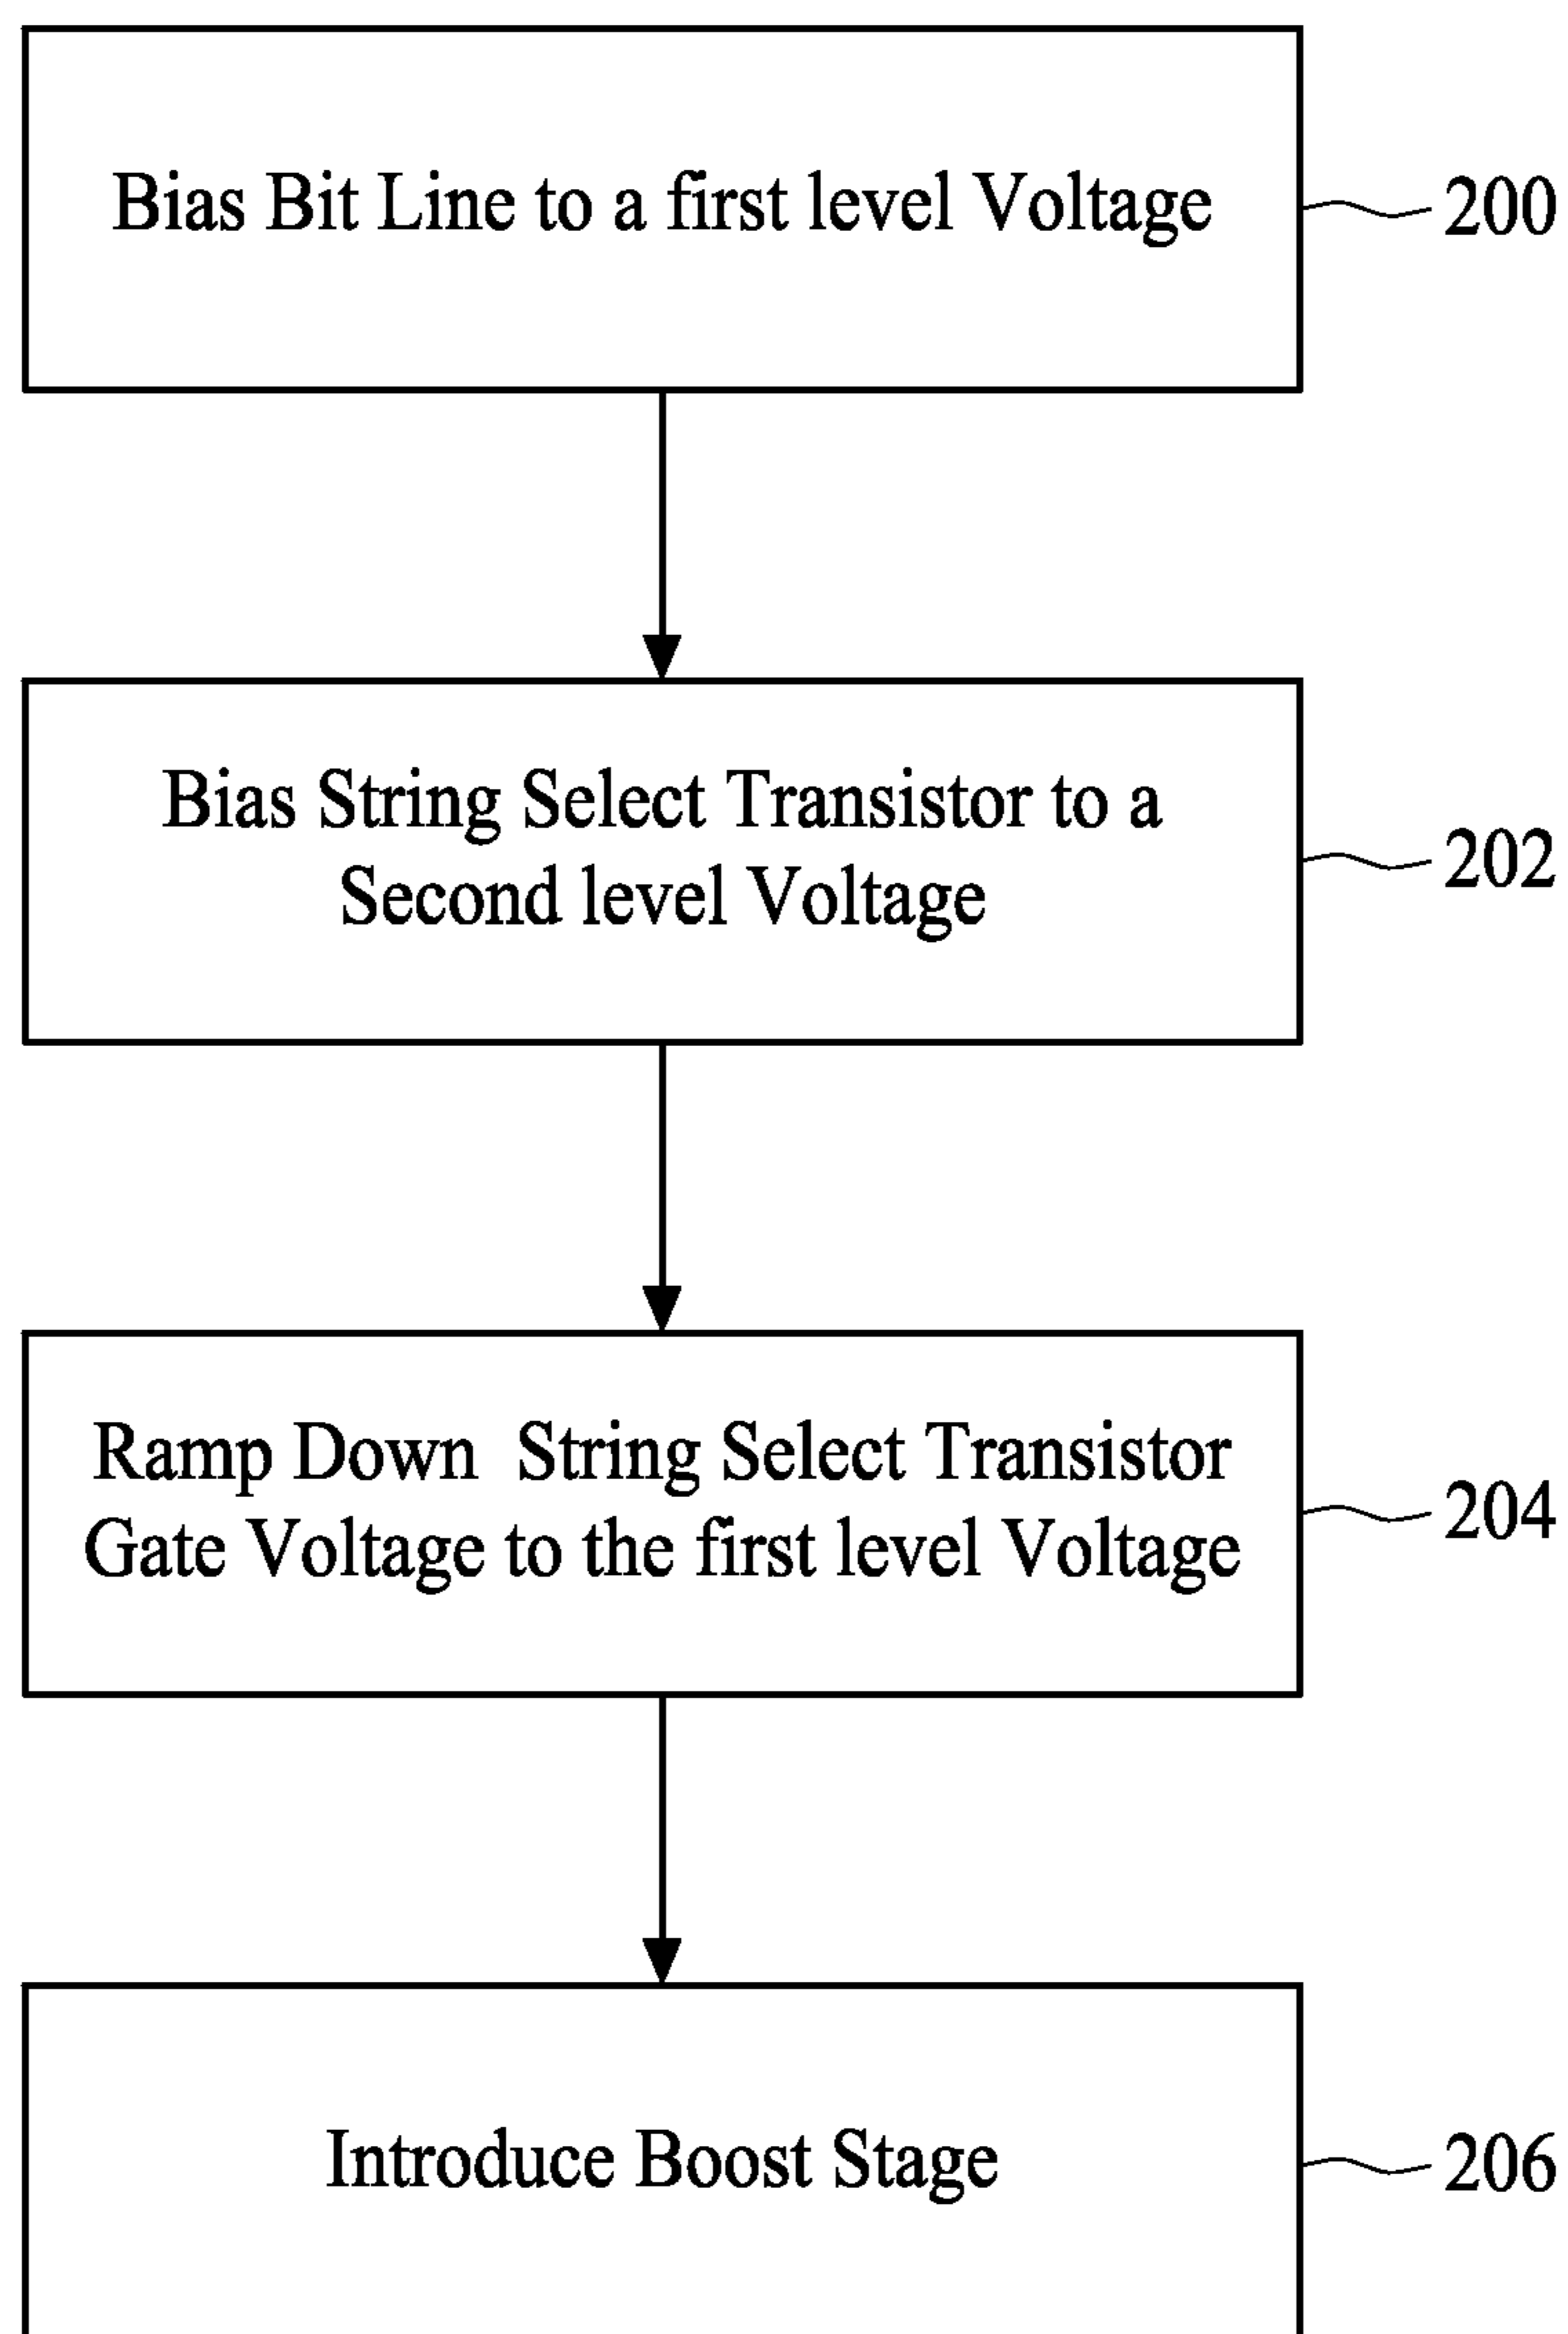 Bias Bit Line to a first level Voltage
200
Bias String Select Transistor to a
Second level Voltage
202
Ramp Down String Select Transistor
Gate Voltage to the first level Voltage
204
Introduce Boost Stage
206